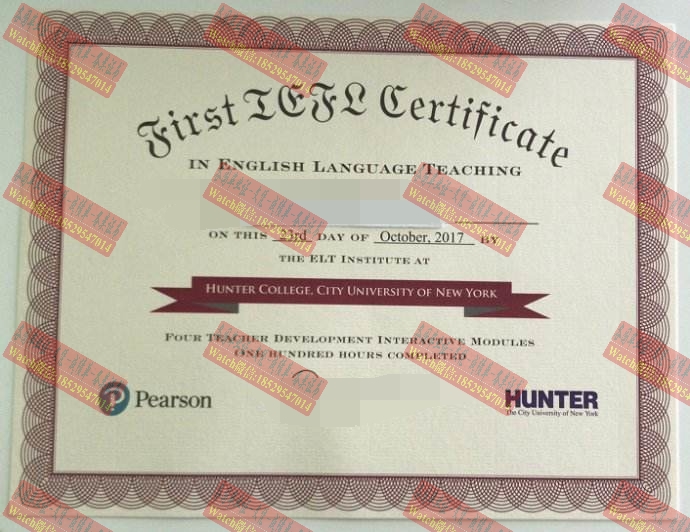 First TEFL Certificate
IN ENGLISH LANGUAGE TEACHING
ON THIS 23rd DAY OF October, 2017 BY
THE ELT INSTITUTE AT
HUNTER COLLEGE, CITY UNIVERSITY OF NEW YORK
FOUR TEACHER DEVELOPMENT INTERACTIVE MODULES
ONE HUNDRED HOURS COMPLETED
Pearson
HUNTER
The City University of New York
Watch微信:18529547014